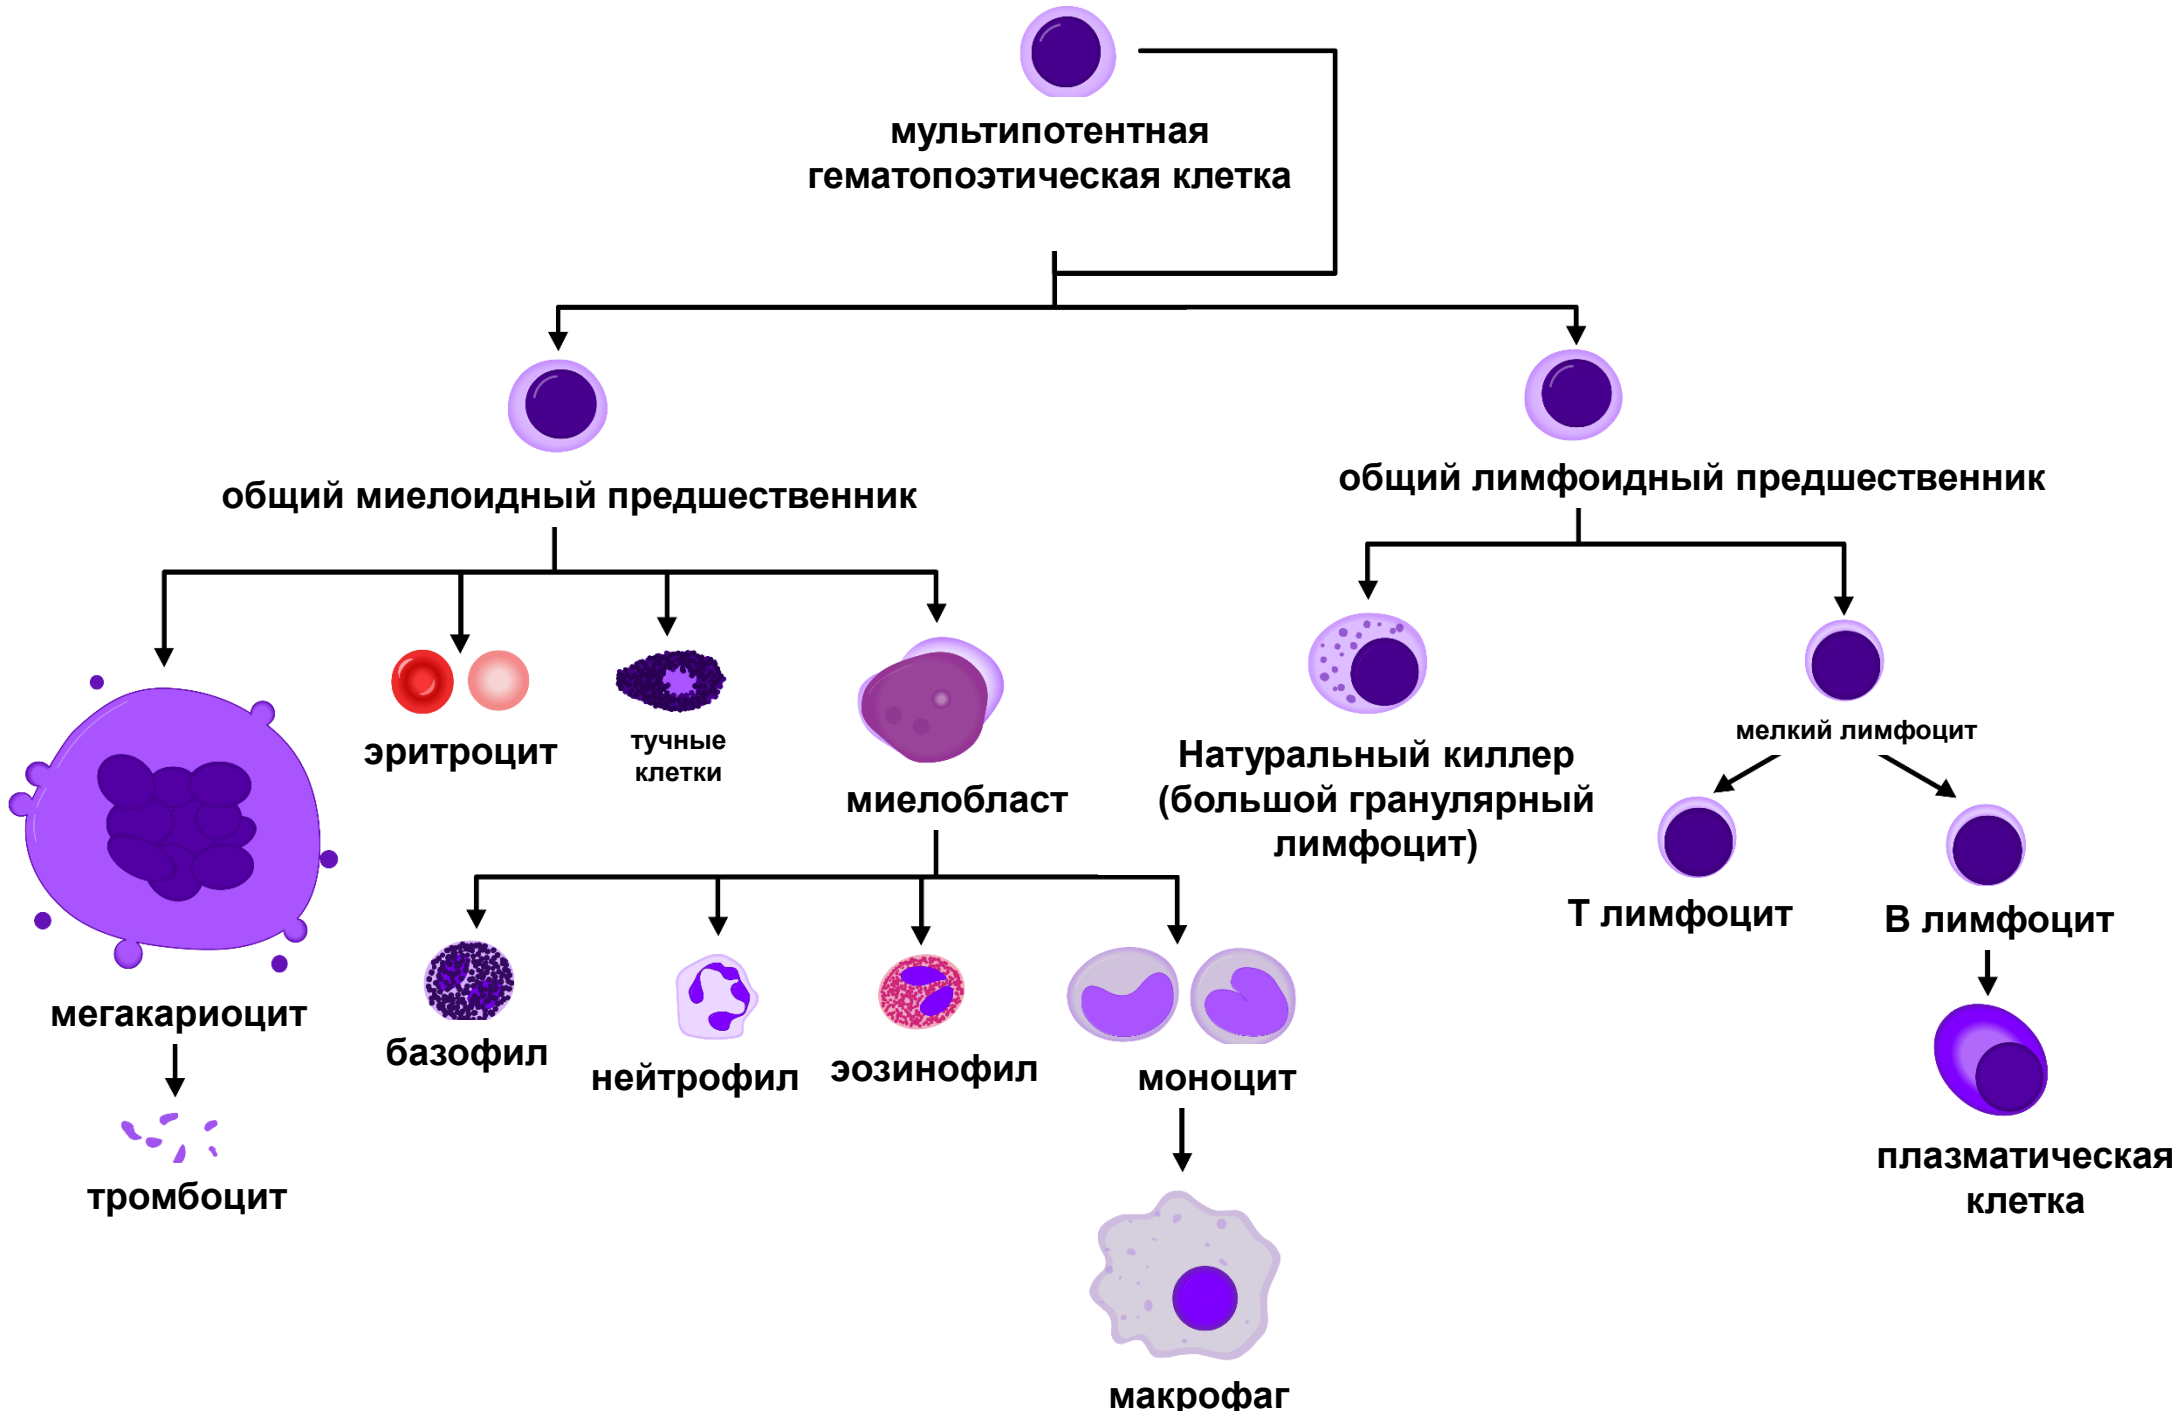 мультипотентная
гематопоэтическая клетка
общий миелоидный предшественник
общий лимфоидный предшественник
эритроцит
тучные
клетки
миелобласт
Натуральный киллер
(большой гранулярный
лимфоцит)
мелкий лимфоцит
Т лимфоцит
В лимфоцит
мегакариоцит
базофил
нейтрофил
эозинофил
моноцит
тромбоцит
плазматическая
клетка
макрофаг